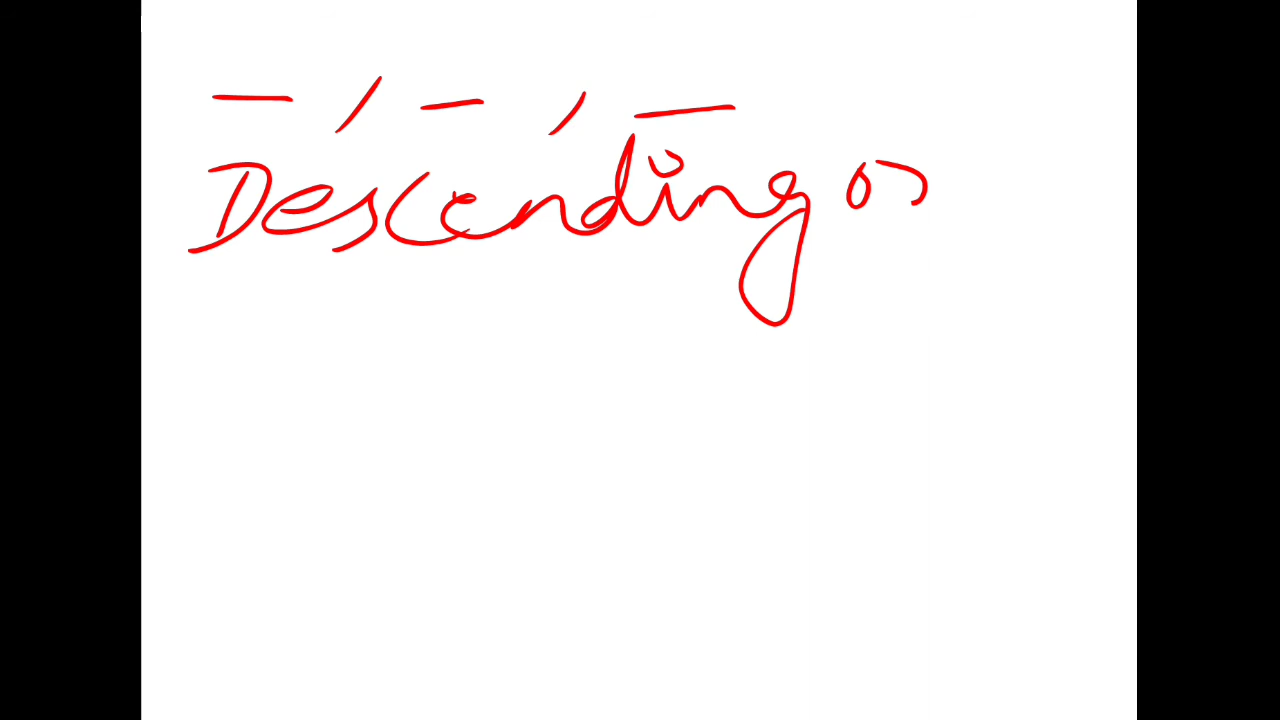 _, _, _
Descending or